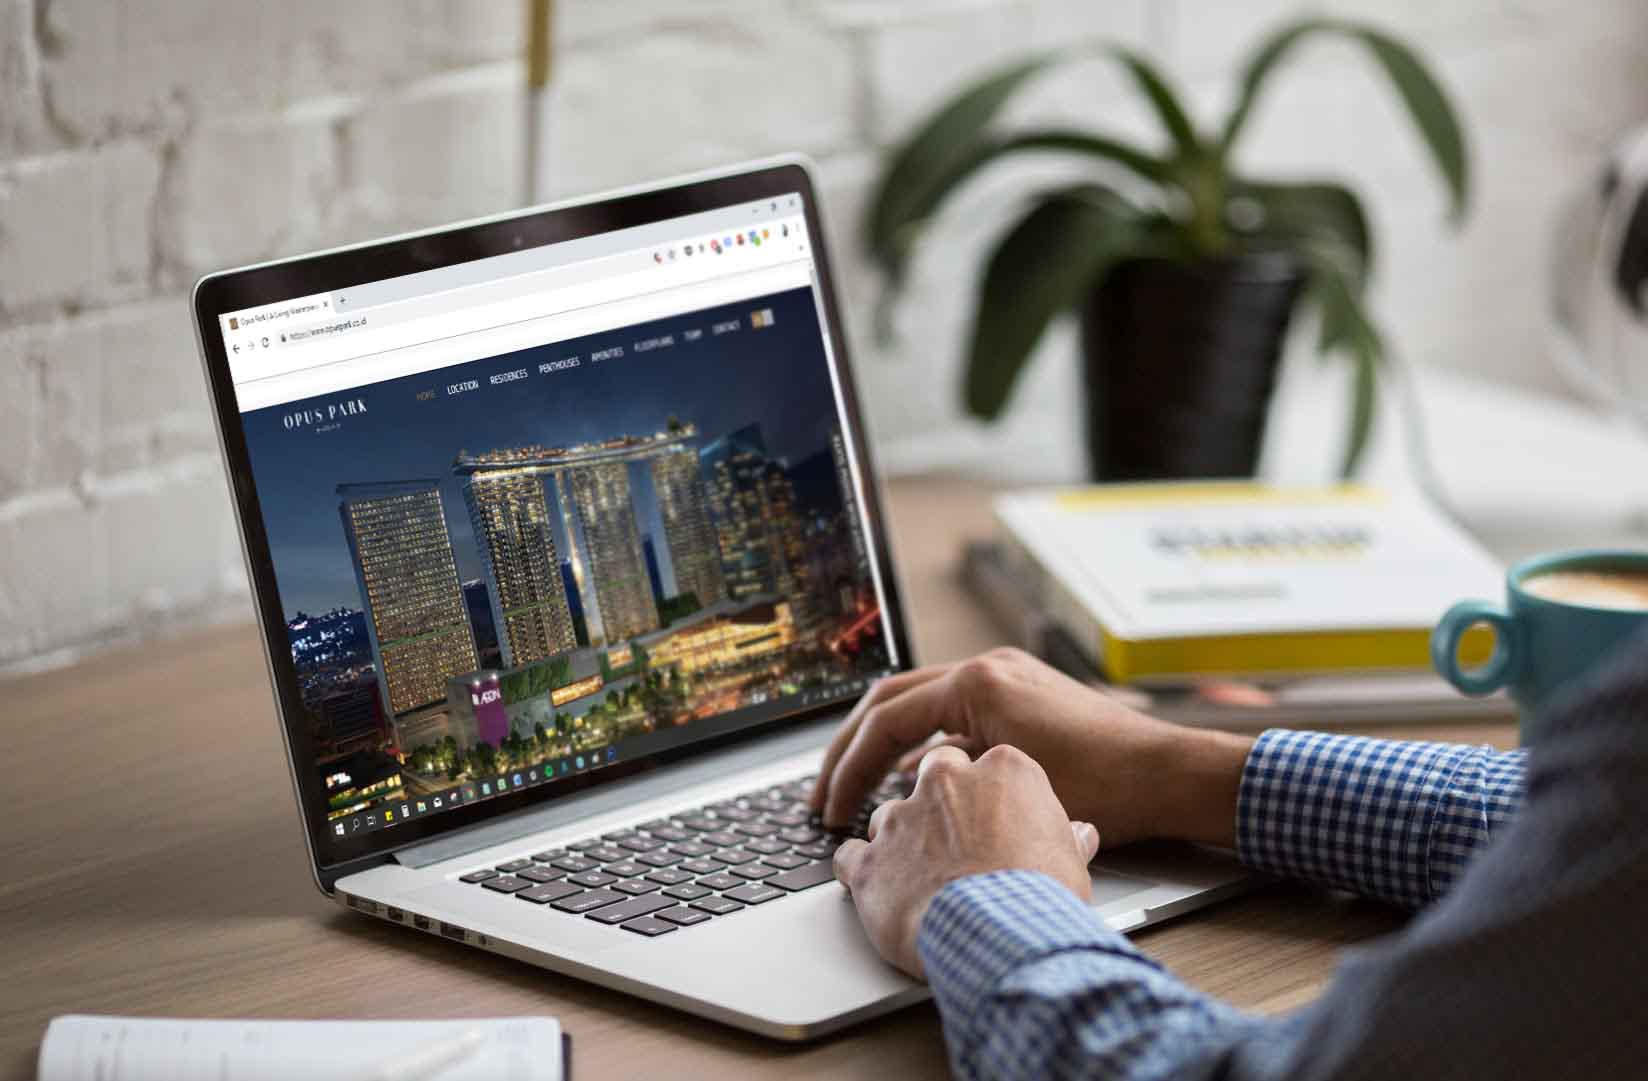 Opus Park | A Living Masterpiece
https://www.opuspark.co.id
HOME LOCATION RESIDENCES PENTHOUSES AMENITIES FLOORPLANS TEAM CONTACT
OPUS PARK
AEON
STARTUP